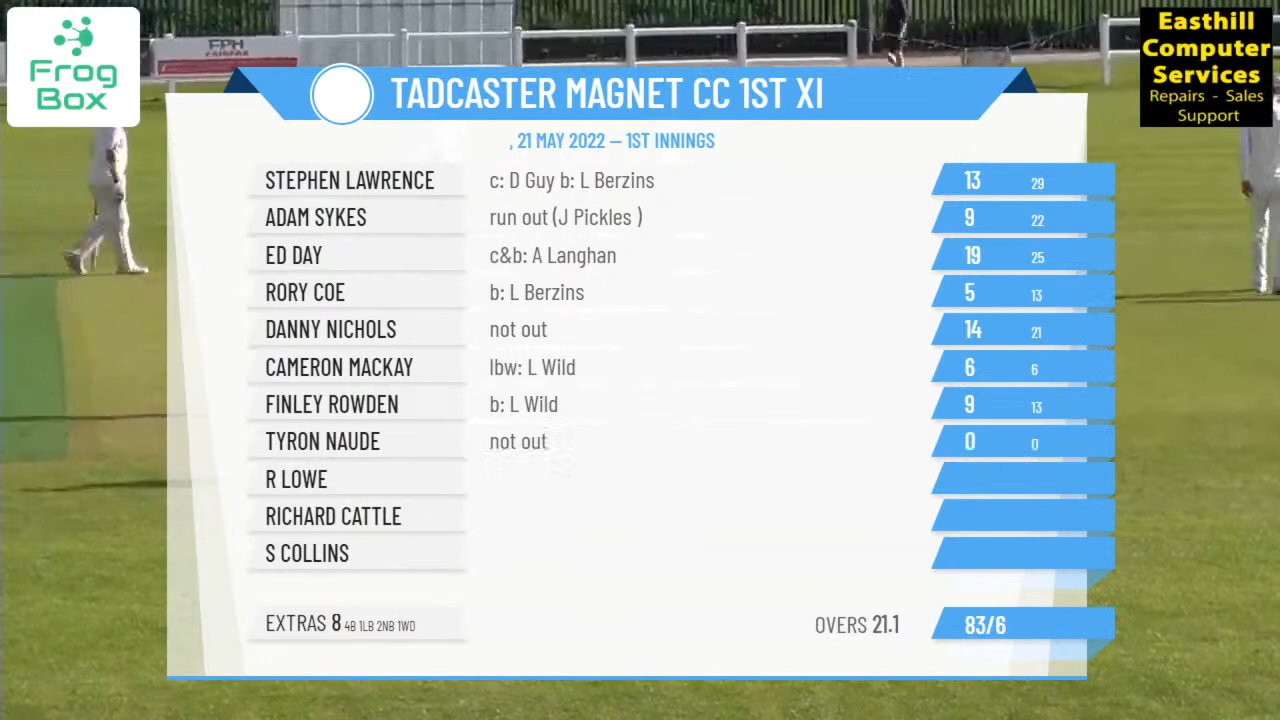 Frog
Box
FPH
Easthill
Computer
Services
Repairs - Sales
Support
TADCASTER MAGNET CC 1ST XI
, 21 MAY 2022 – 1ST INNINGS
STEPHEN LAWRENCE c: D Guy b: L Berzins 13 29
ADAM SYKES run out (J Pickles ) 9 22
ED DAY c&b: A Langhan 19 25
RORY COE b: L Berzins 5 13
DANNY NICHOLS not out 14 21
CAMERON MACKAY lbw: L Wild 6 6
FINLEY ROWDEN b: L Wild 9 13
TYRON NAUDE not out 0 0
R LOWE
RICHARD CATTLE
S COLLINS
EXTRAS 8 4B 1LB 2NB 1WD OVERS 21.1 83/6